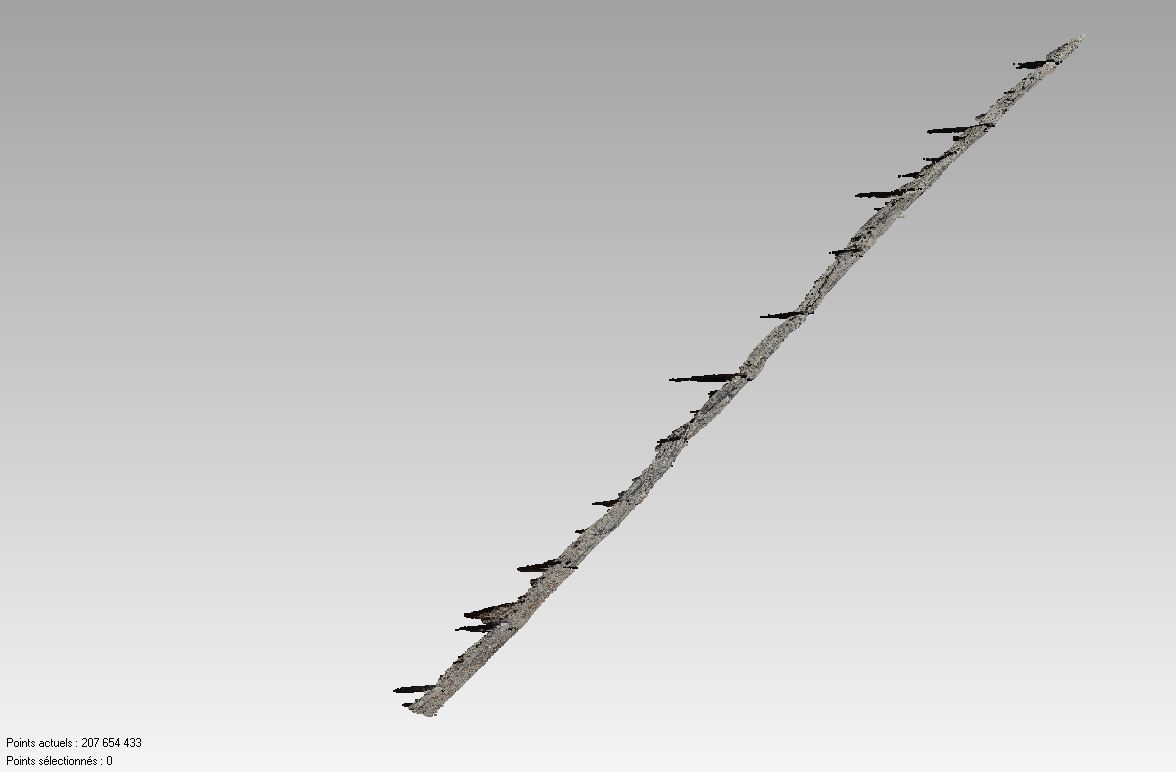 Points actuels : 207 654 433
Points sélectionnés : 0